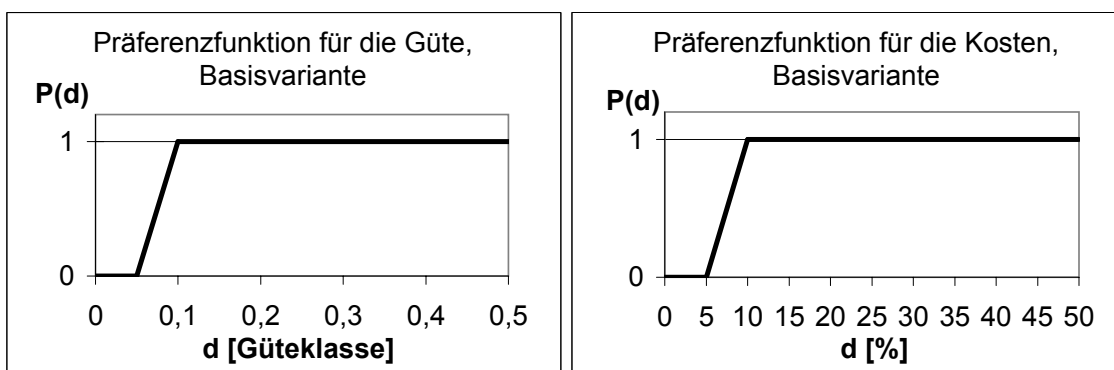 Präferenzfunktion für die Güte,
Basisvariante
P(d)
1
0
0 0,1 0,2 0,3 0,4 0,5
d [Güteklasse]
Präferenzfunktion für die Kosten,
Basisvariante
P(d)
1
0
0 5 10 15 20 25 30 35 40 45 50
d [%]